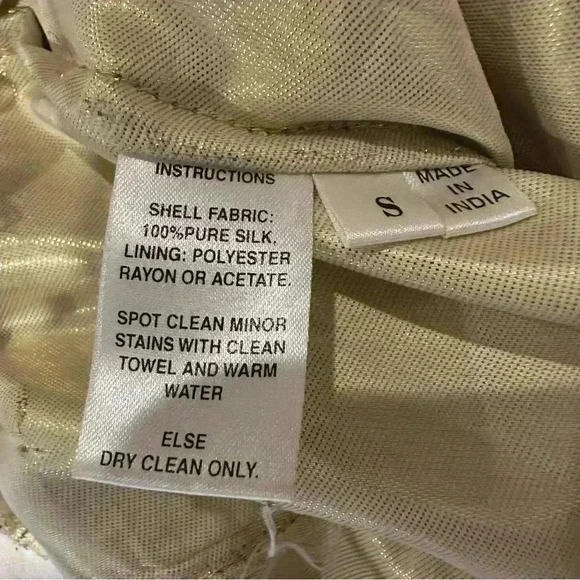 INSTRUCTIONS
SHELL FABRIC:
100%PURE SILK.
LINING: POLYESTER
RAYON OR ACETATE.
SPOT CLEAN MINOR
STAINS WITH CLEAN
TOWEL AND WARM
WATER
ELSE
DRY CLEAN ONLY.
S
MADE
IN
INDIA